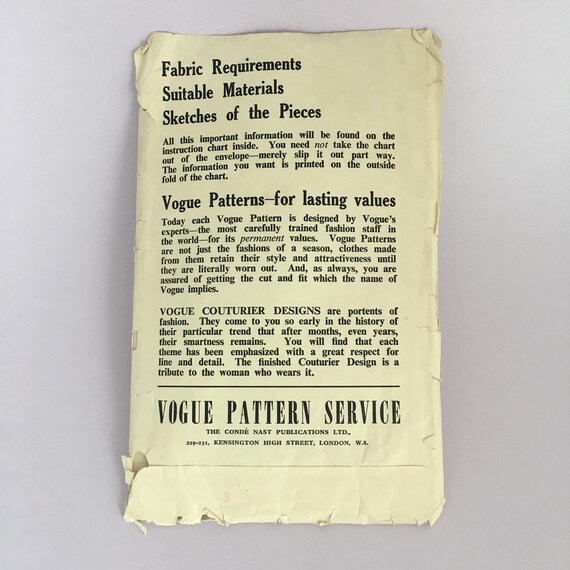 Fabric Requirements
Suitable Materials
Sketches of the Pieces
All this important information will be found on the
instruction chart inside. You need not take the chart
out of the envelope—merely slip it out part way.
The information you want is printed on the outside
fold of the chart.
Vogue Patterns—for lasting values
Today each Vogue Pattern is designed by Vogue's
experts—the most carefully trained fashion staff in
the world—for its permanent values. Vogue Patterns
are not just the fashions of a season, clothes made
from them retain their style and attractiveness until
they are literally worn out. And, as always, you are
assured of getting the cut and fit which the name of
Vogue implies.
VOGUE COUTURIER DESIGNS are portents of
fashion. They come to you so early in the history of
their particular trend that after months, even years,
their smartness remains. You will find that each
theme has been emphasized with a great respect for
line and detail. The finished Couturier Design is a
tribute to the woman who wears it.
VOGUE PATTERN SERVICE
THE CONDÉ NAST PUBLICATIONS LTD.,
229-231, KENSINGTON HIGH STREET, LONDON, W.8.